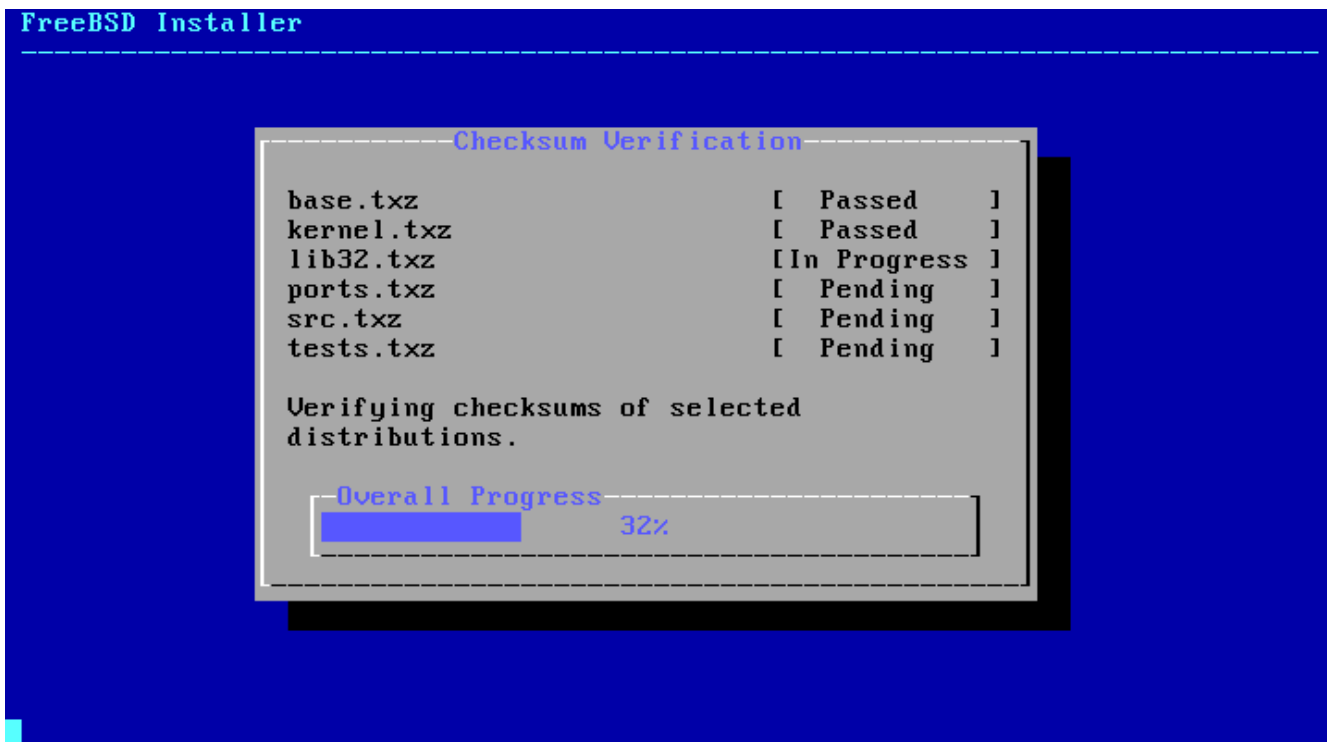 FreeBSD Installer
Checksum Verification
base.txz [ Passed ]
kernel.txz [ Passed ]
lib32.txz [In Progress ]
ports.txz [ Pending ]
src.txz [ Pending ]
tests.txz [ Pending ]
Verifying checksums of selected
distributions.
Overall Progress
32%